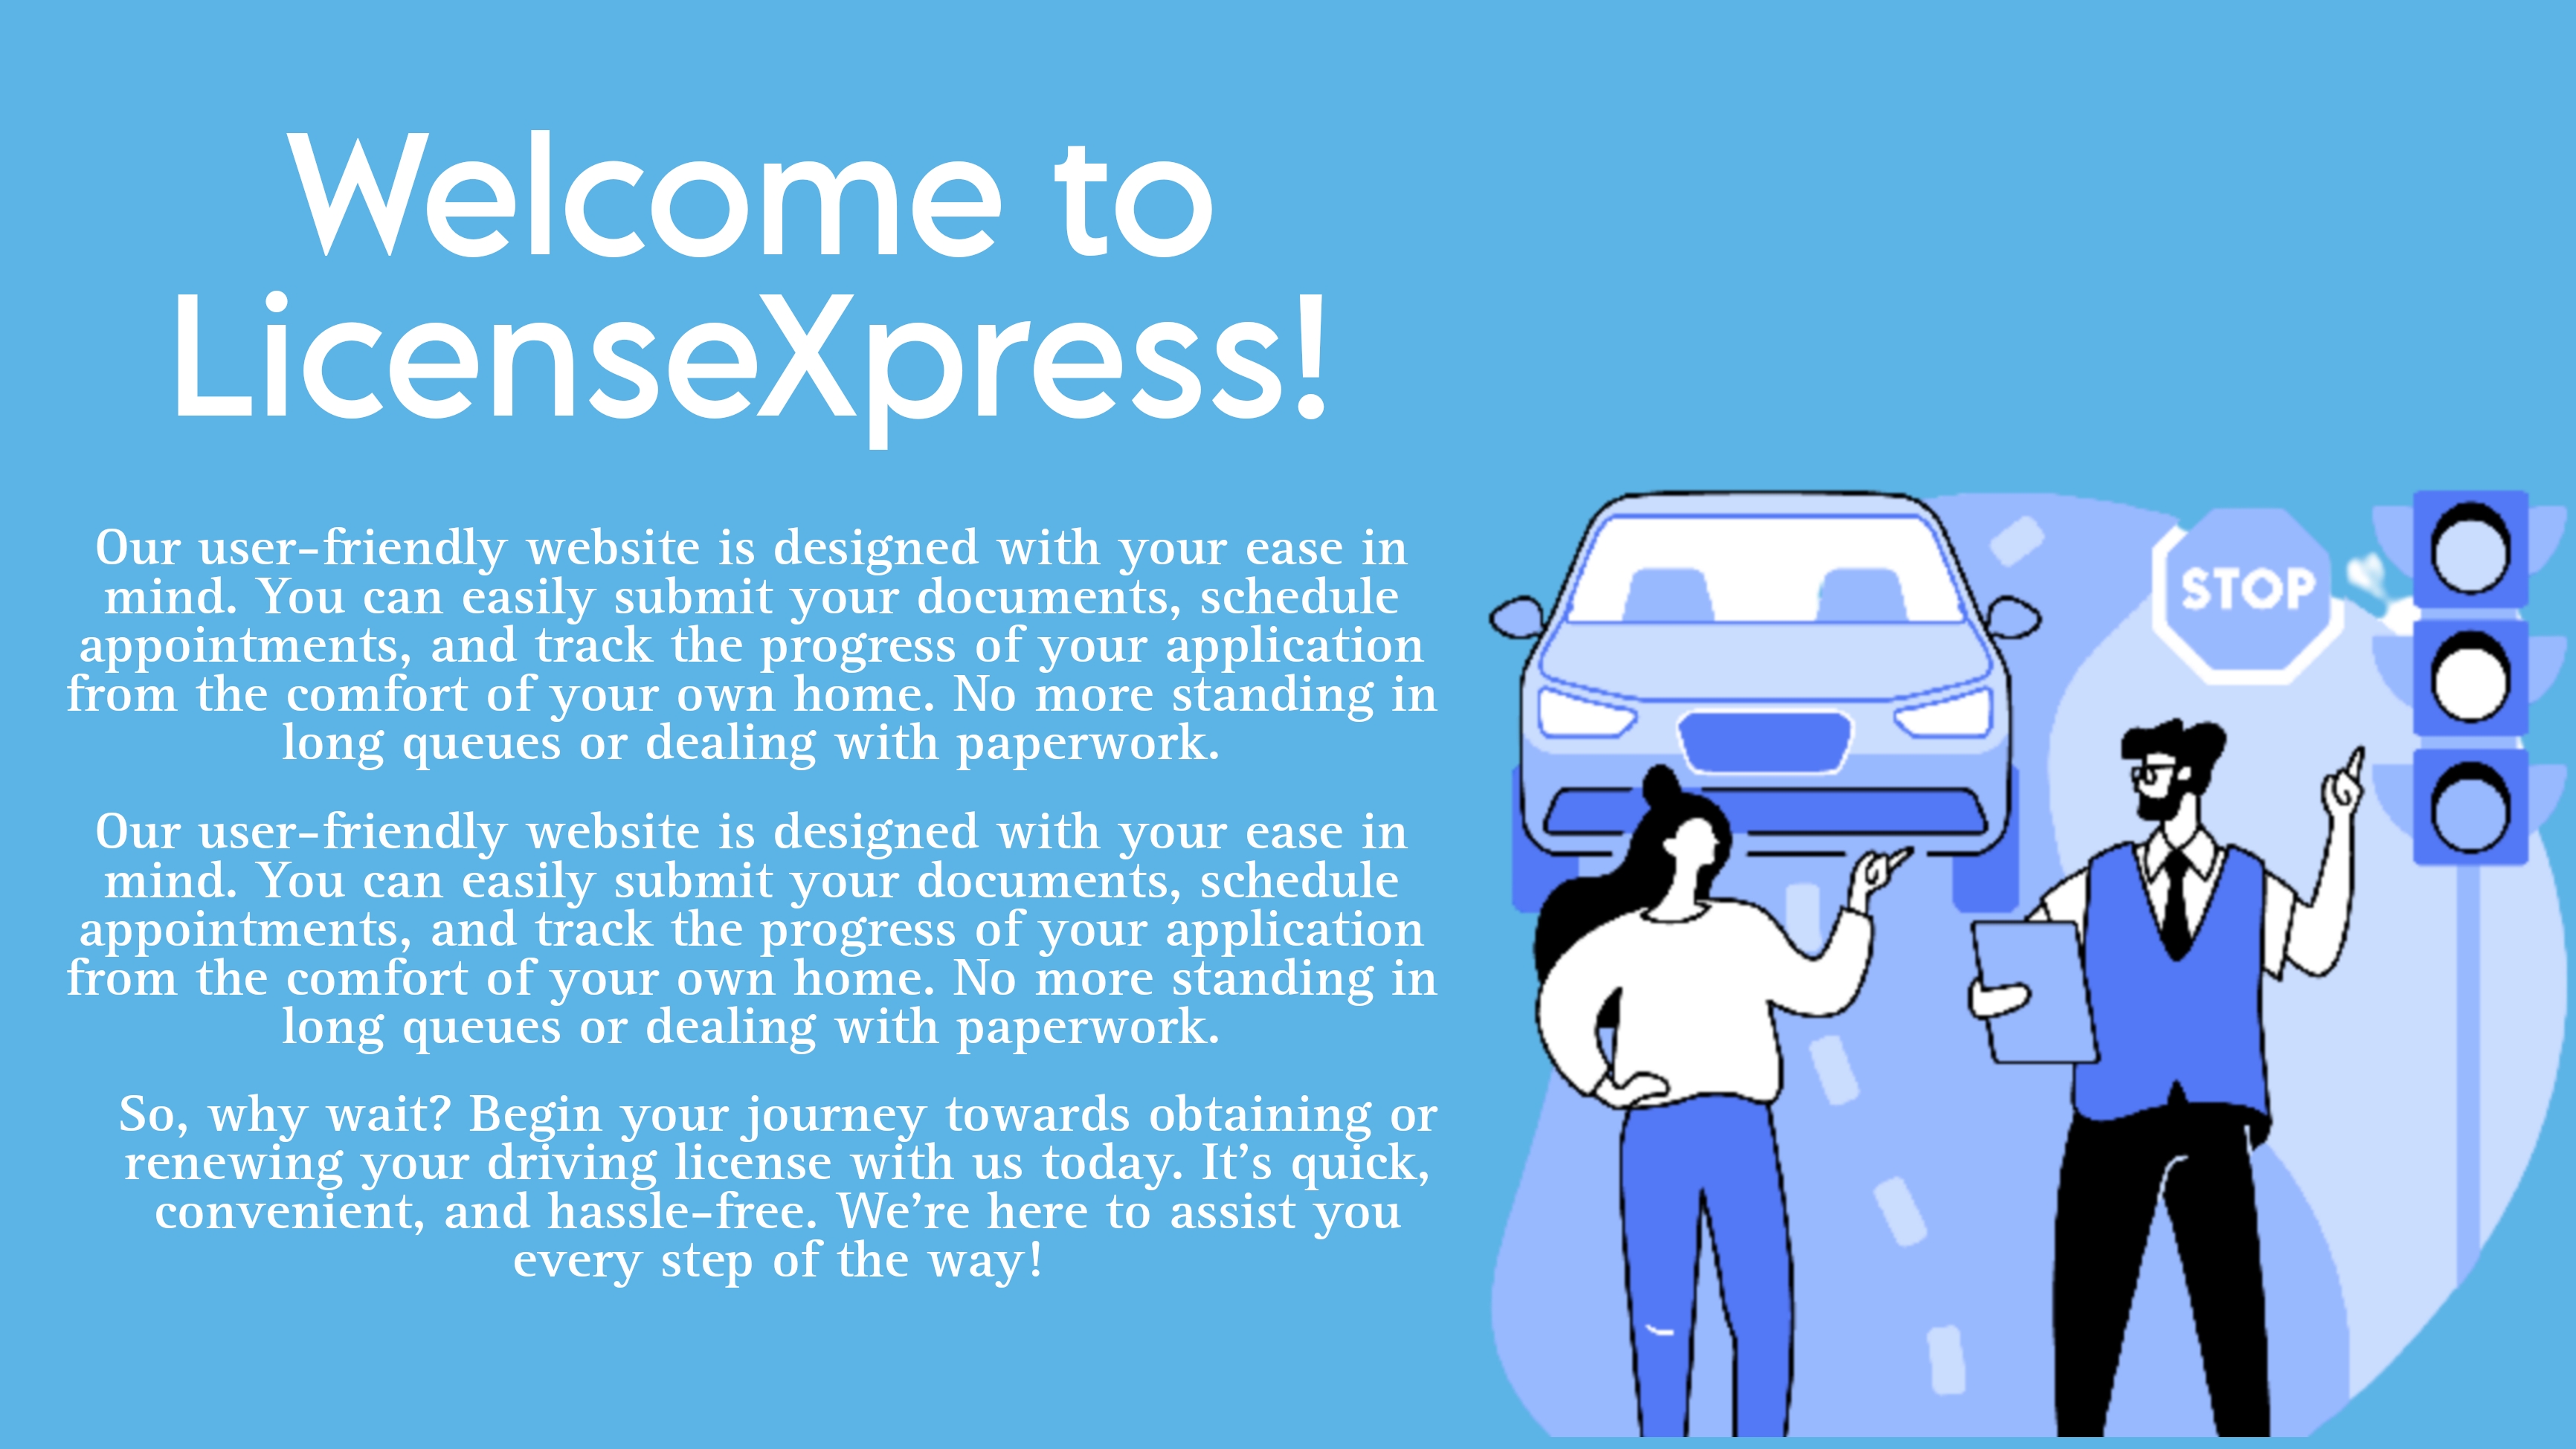 Welcome to
LicenseXpress!
Our user-friendly website is designed with your ease in
mind. You can easily submit your documents, schedule
appointments, and track the progress of your application
from the comfort of your own home. No more standing in
long queues or dealing with paperwork.
Our user-friendly website is designed with your ease in
mind. You can easily submit your documents, schedule
appointments, and track the progress of your application
from the comfort of your own home. No more standing in
long queues or dealing with paperwork.
So, why wait? Begin your journey towards obtaining or
renewing your driving license with us today. It’s quick,
convenient, and hassle-free. We’re here to assist you
every step of the way!
STOP